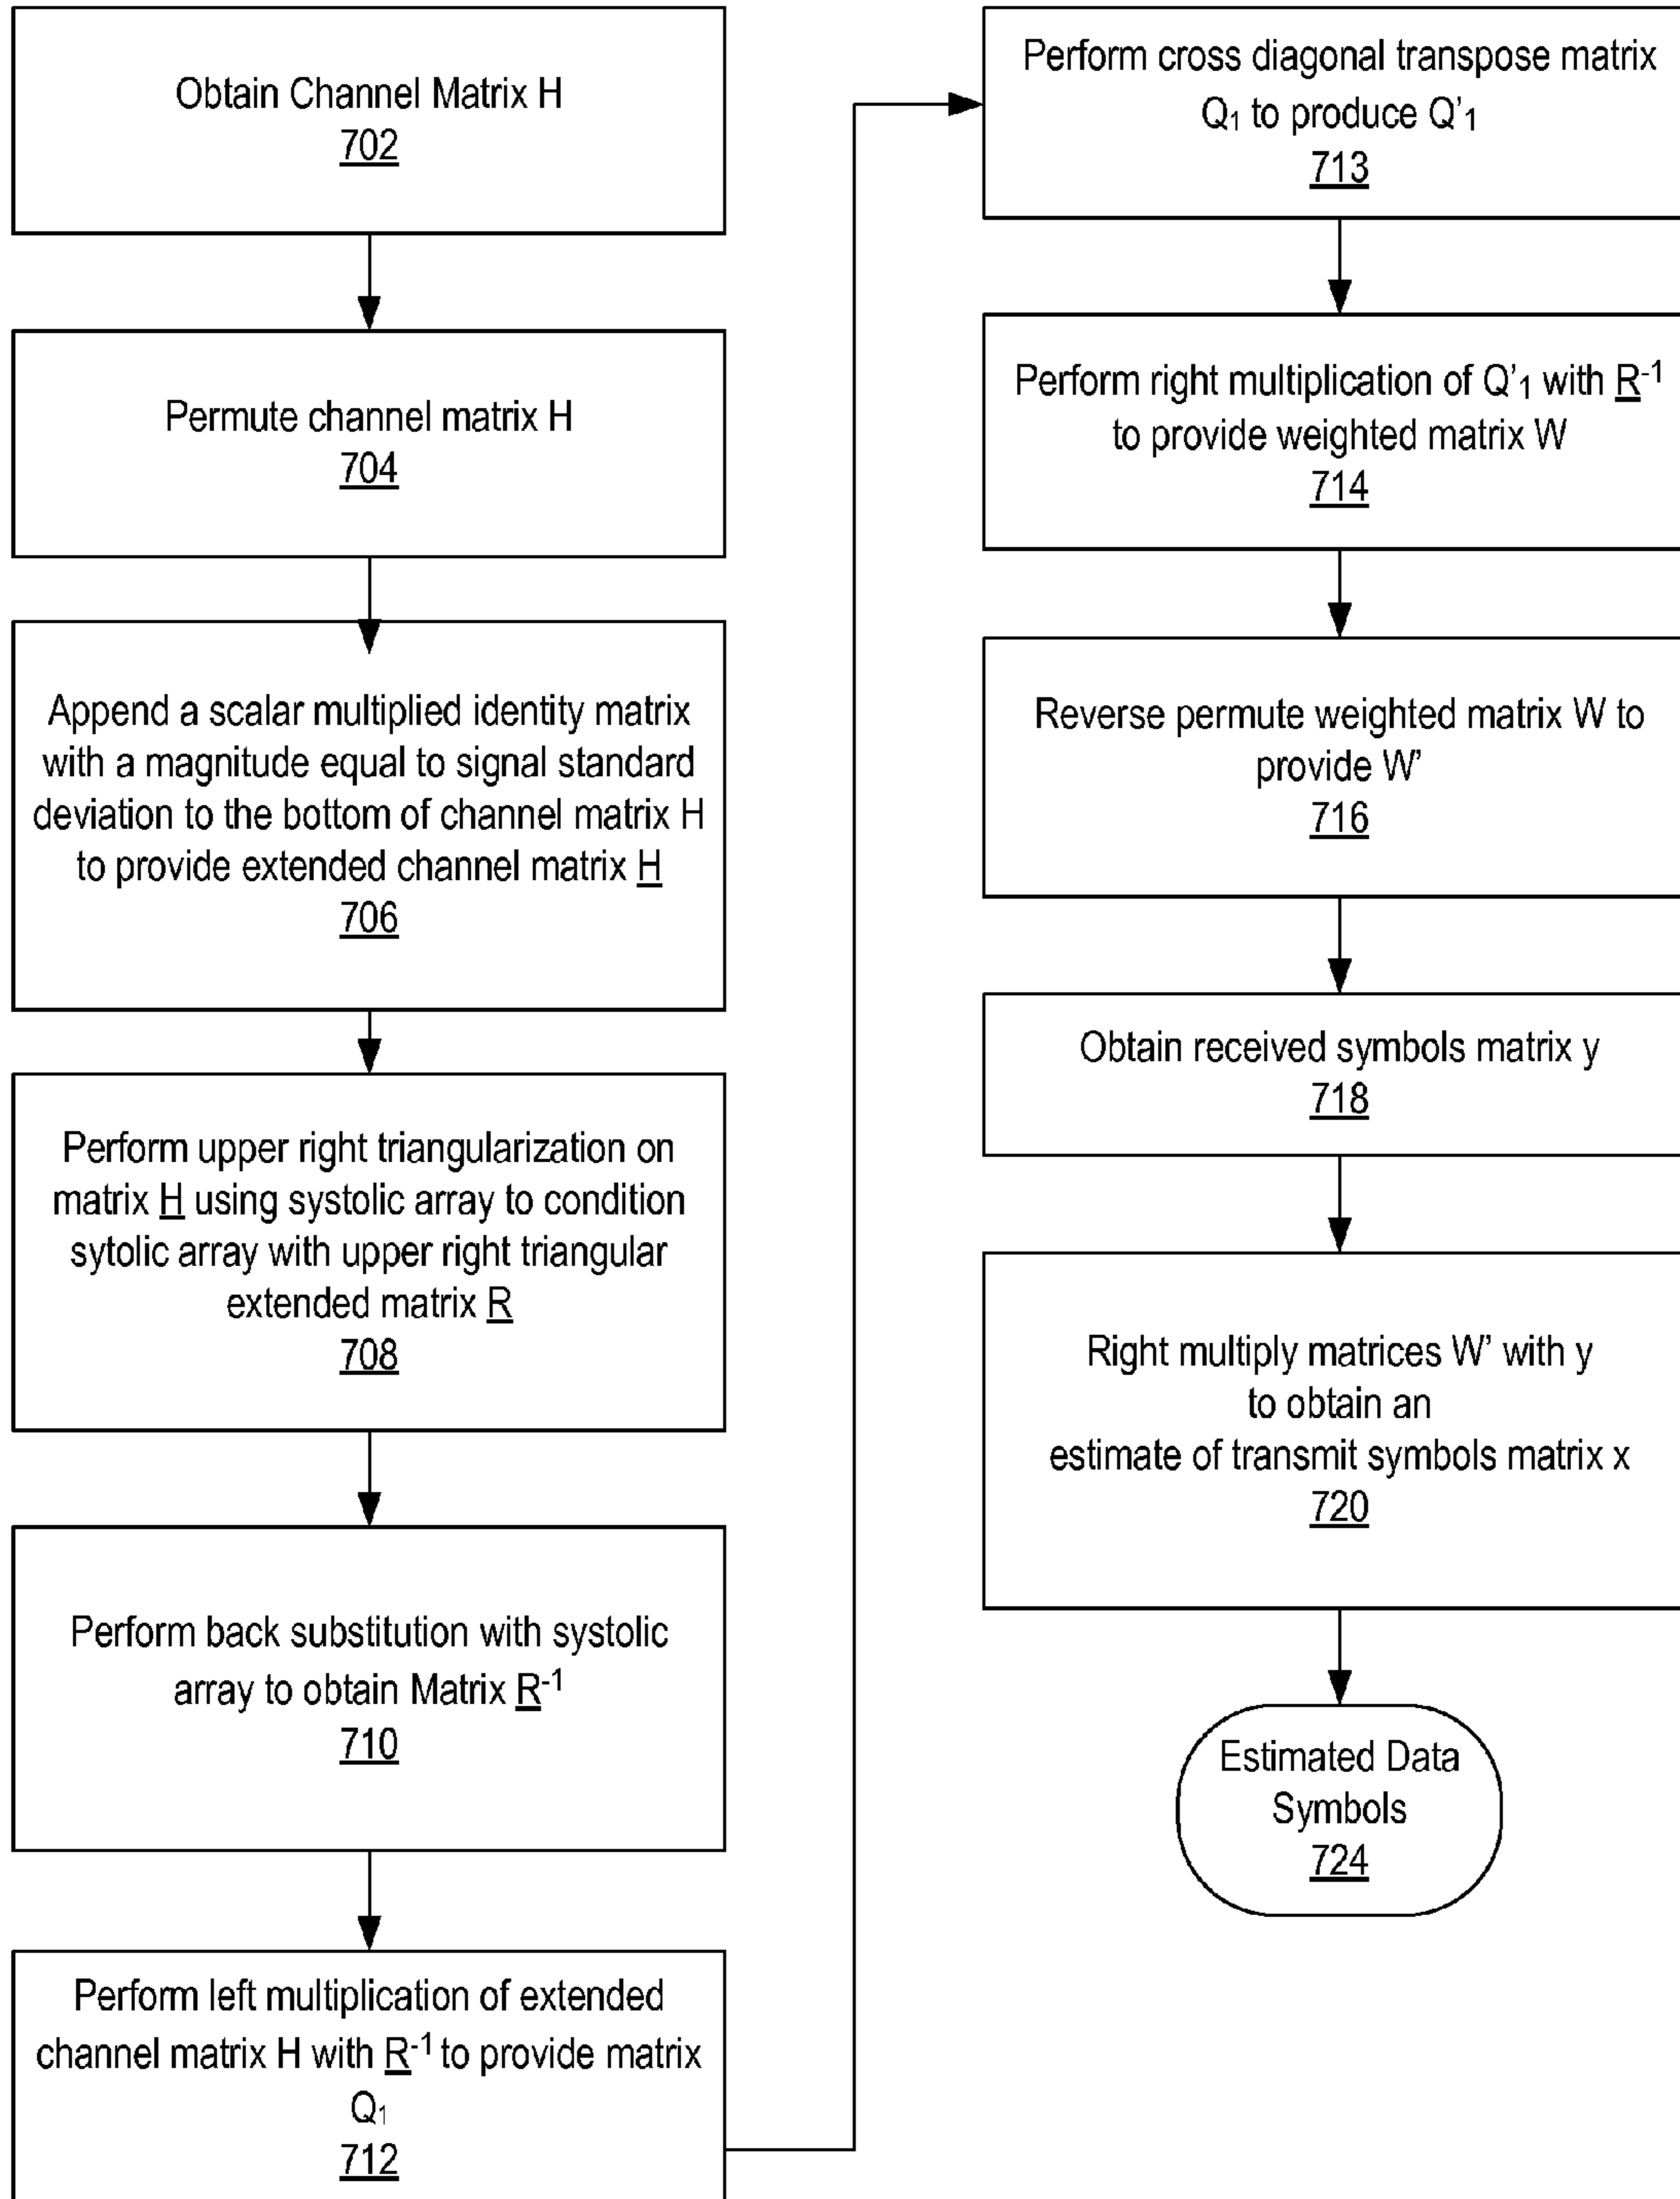 Obtain Channel Matrix H
702
Permute channel matrix H
704
Append a scalar multiplied identity matrix
with a magnitude equal to signal standard
deviation to the bottom of channel matrix H
to provide extended channel matrix H
706
Perform upper right triangularization on
matrix H using systolic array to condition
sytolic array with upper right triangular
extended matrix R
708
Perform back substitution with systolic
array to obtain Matrix R-1
710
Perform left multiplication of extended
channel matrix H with R-1 to provide matrix
Q1
712
Perform cross diagonal transpose matrix
Q1 to produce Q'1
713
Perform right multiplication of Q'1 with R-1
to provide weighted matrix W
714
Reverse permute weighted matrix W to
provide W'
716
Obtain received symbols matrix y
718
Right multiply matrices W' with y
to obtain an
estimate of transmit symbols matrix x
720
Estimated Data
Symbols
724